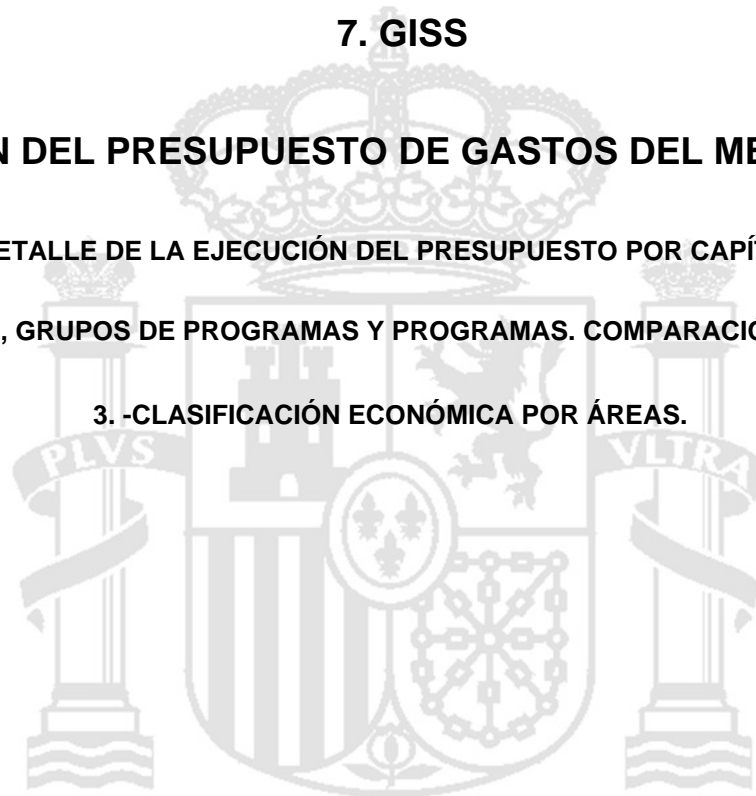 7. GISS
N DEL PRESUPUESTO DE GASTOS DEL ME
ETALLE DE LA EJECUCIÓN DEL PRESUPUESTO POR CAPÍ
, GRUPOS DE PROGRAMAS Y PROGRAMAS. COMPARACIÓ
3. -CLASIFICACIÓN ECONÓMICA POR ÁREAS.
PLVS
VLTRA